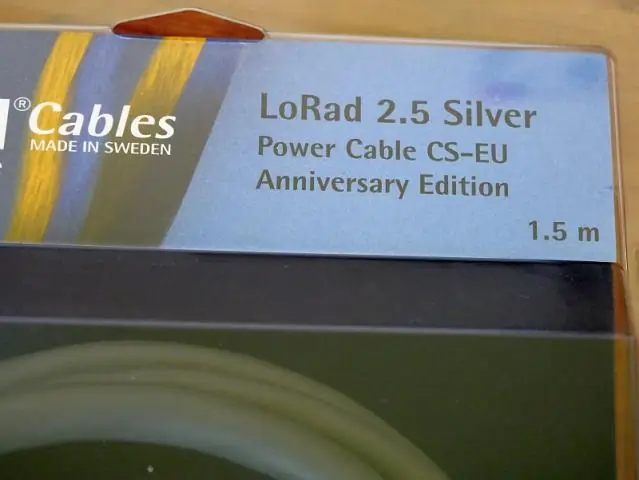 ® Cables
MADE IN SWEDEN
LoRad 2.5 Silver
Power Cable CS-EU
Anniversary Edition
1.5 m